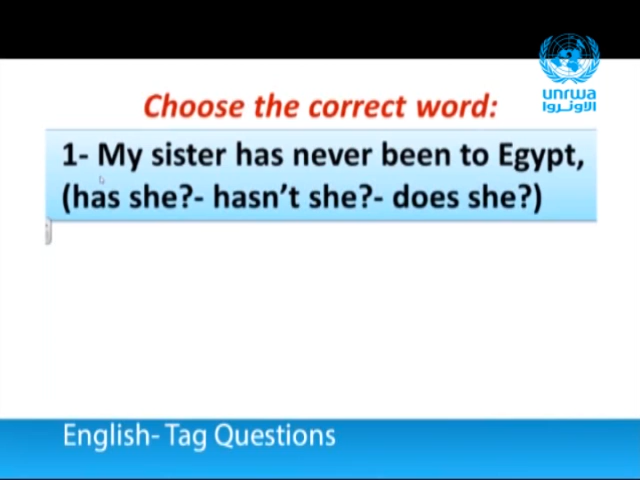 unrwa
الاونروا
Choose the correct word:
1- My sister has never been to Egypt,
(has she?- hasn't she?- does she?)
English- Tag Questions